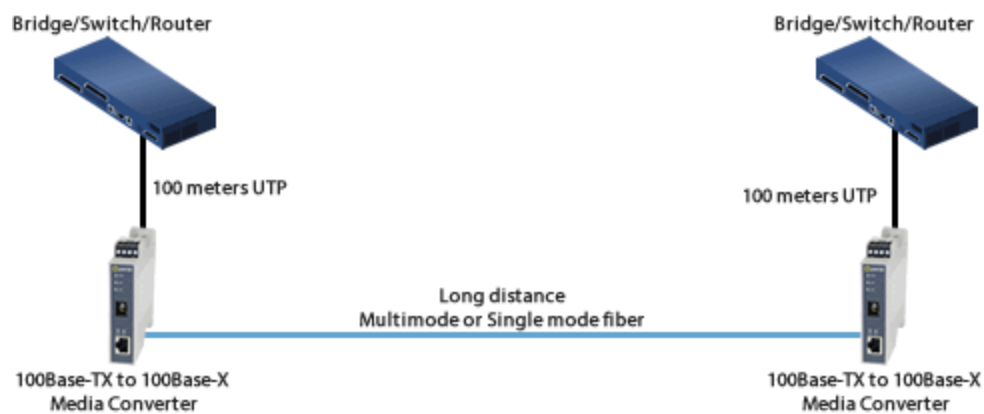 Bridge/Switch/Router
Bridge/Switch/Router
100 meters UTP
100 meters UTP
Long distance
Multimode or Single mode fiber
100Base-TX to 100Base-X
Media Converter
100Base-TX to 100Base-X
Media Converter